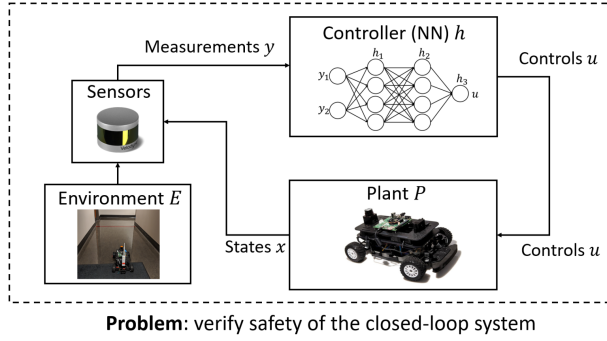 Controller (NN) h
Measurements y
Controls u
h₁
h₂
h₃
y₁
y₂
u
Sensors
Environment E
Plant P
States x
Controls u
Problem: verify safety of the closed-loop system